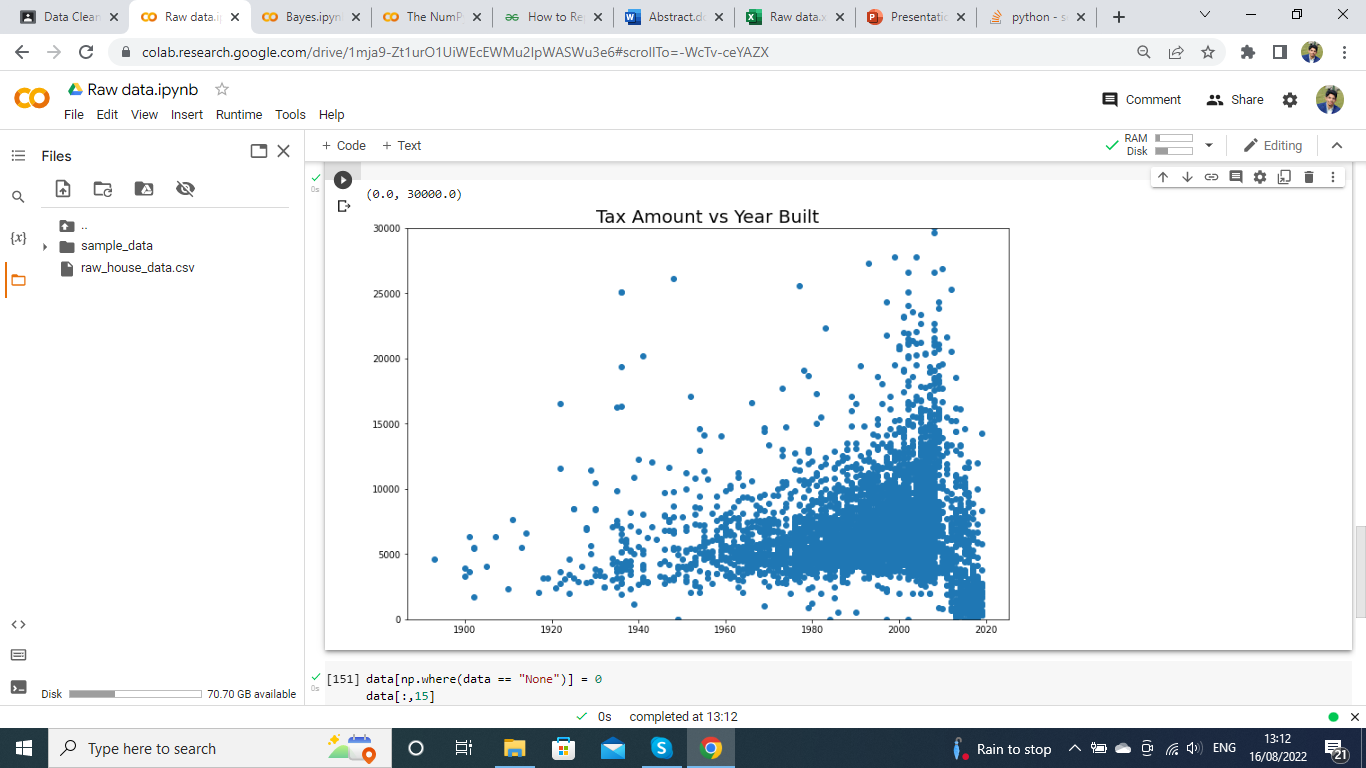 Data Clean
Raw data.i
Bayes.ipyn
The NumP
How to Re
Abstract.do
Raw data.x
Presentatio
python - s
colab.research.google.com/drive/1mja9-Zt1urO1UiWEcEWMu2IpWASWu3e6#scrollTo=-WcTv-ceYAZX
Raw data.ipynb
File Edit View Insert Runtime Tools Help
Comment
Share
Files
+ Code + Text
RAM
Disk
Editing
..
sample_data
raw_house_data.csv
{x}
0s
(0.0, 30000.0)
Tax Amount vs Year Built
30000
25000
20000
15000
10000
5000
0
1900 1920 1940 1960 1980 2000 2020
0s
[151] data[np.where(data == "None")] = 0
data[:,15]
Disk 70.70 GB available
0s completed at 13:12
Type here to search
Rain to stop
ENG
13:12
16/08/2022
21